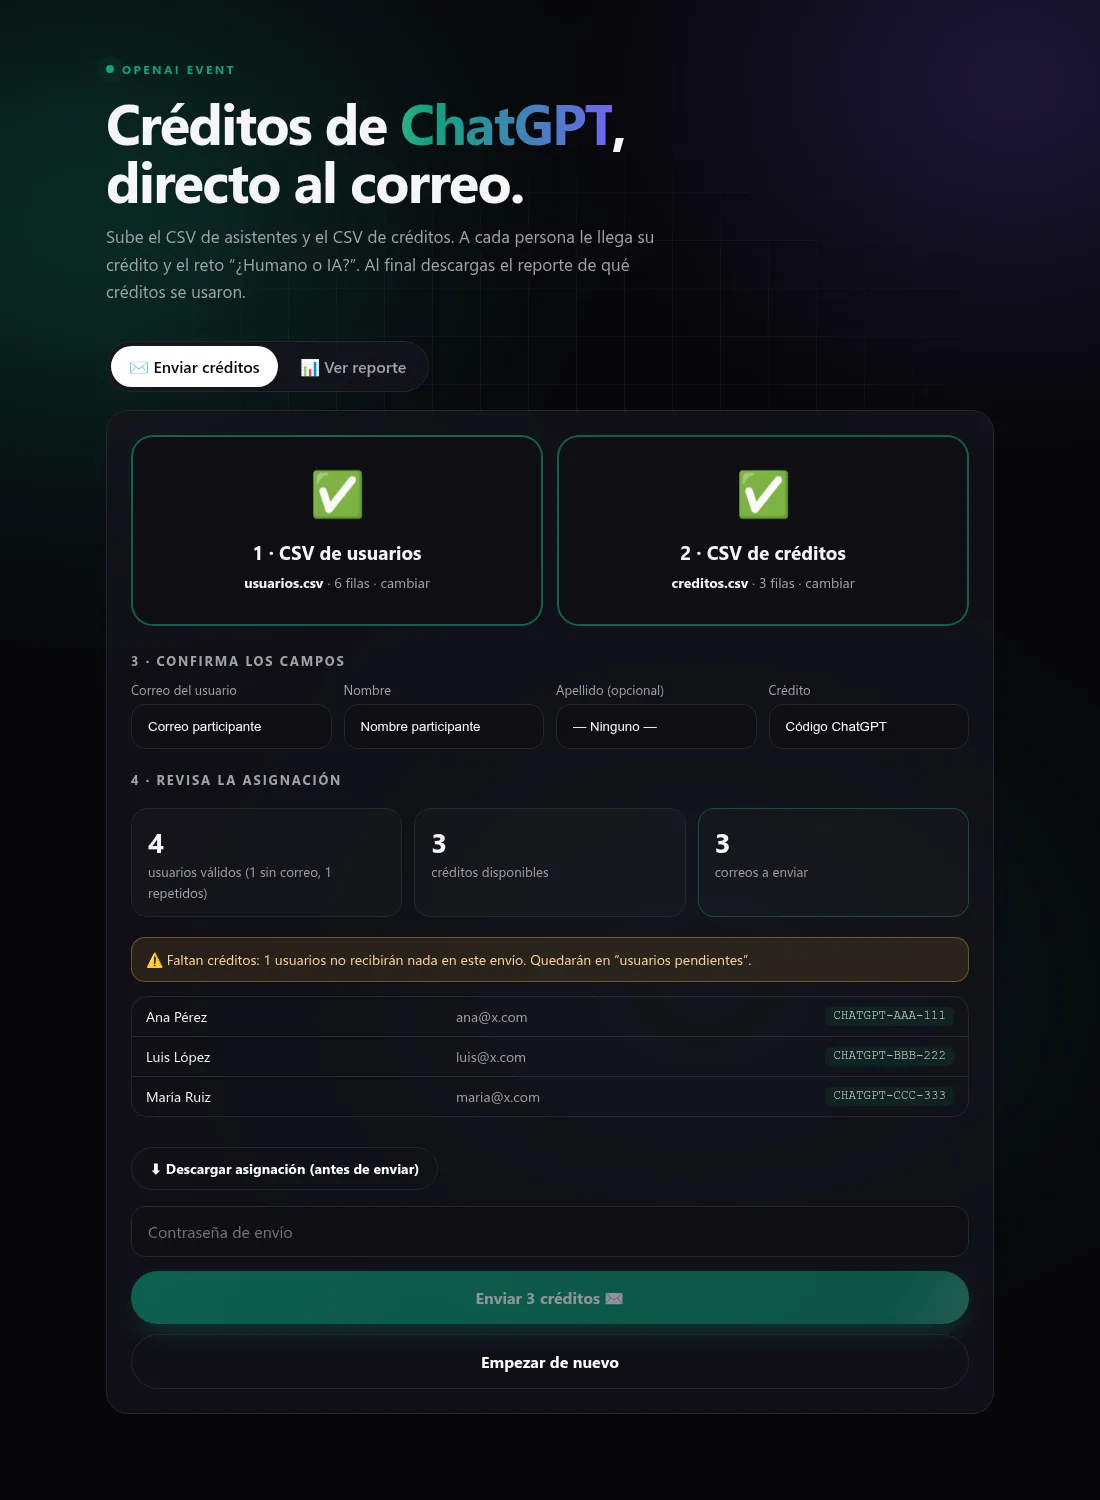 OPENAI EVENT
Créditos de ChatGPT,
directo al correo.
Sube el CSV de asistentes y el CSV de créditos. A cada persona le llega su
crédito y el reto “¿Humano o IA?”. Al final descargas el reporte de qué
créditos se usaron.
✉️ Enviar créditos
📊 Ver reporte
1 · CSV de usuarios
usuarios.csv · 6 filas · cambiar
2 · CSV de créditos
creditos.csv · 3 filas · cambiar
3 · CONFIRMA LOS CAMPOS
Correo del usuario
Nombre
Apellido (opcional)
Crédito
Correo participante
Nombre participante
— Ninguno —
Código ChatGPT
4 · REVISA LA ASIGNACIÓN
4
usuarios válidos (1 sin correo, 1
repetidos)
3
créditos disponibles
3
correos a enviar
⚠️ Faltan créditos: 1 usuarios no recibirán nada en este envío. Quedarán en “usuarios pendientes”.
Ana Pérez ana@x.com CHATGPT-AAA-111
Luis López luis@x.com CHATGPT-BBB-222
María Ruiz maria@x.com CHATGPT-CCC-333
⬇ Descargar asignación (antes de enviar)
Contraseña de envío
Enviar 3 créditos ✉️
Empezar de nuevo